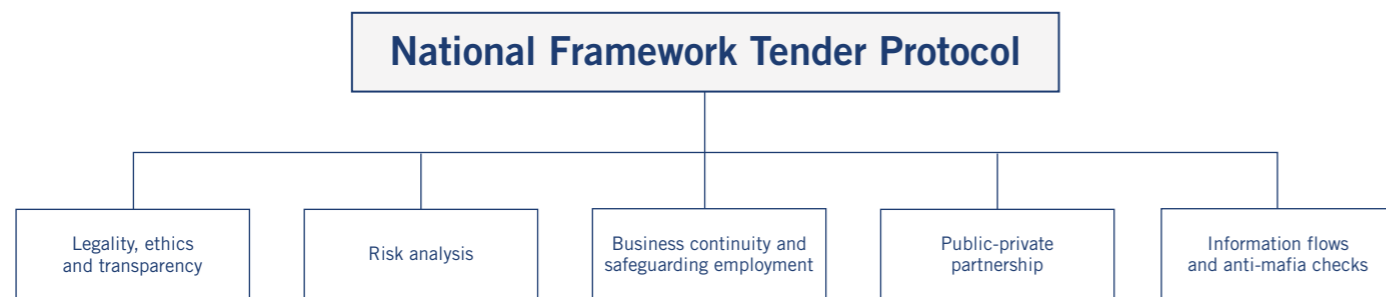 National Framework Tender Protocol
Legality, ethics
and transparency
Risk analysis
Business continuity and
safeguarding employment
Public-private
partnership
Information flows
and anti-mafia checks